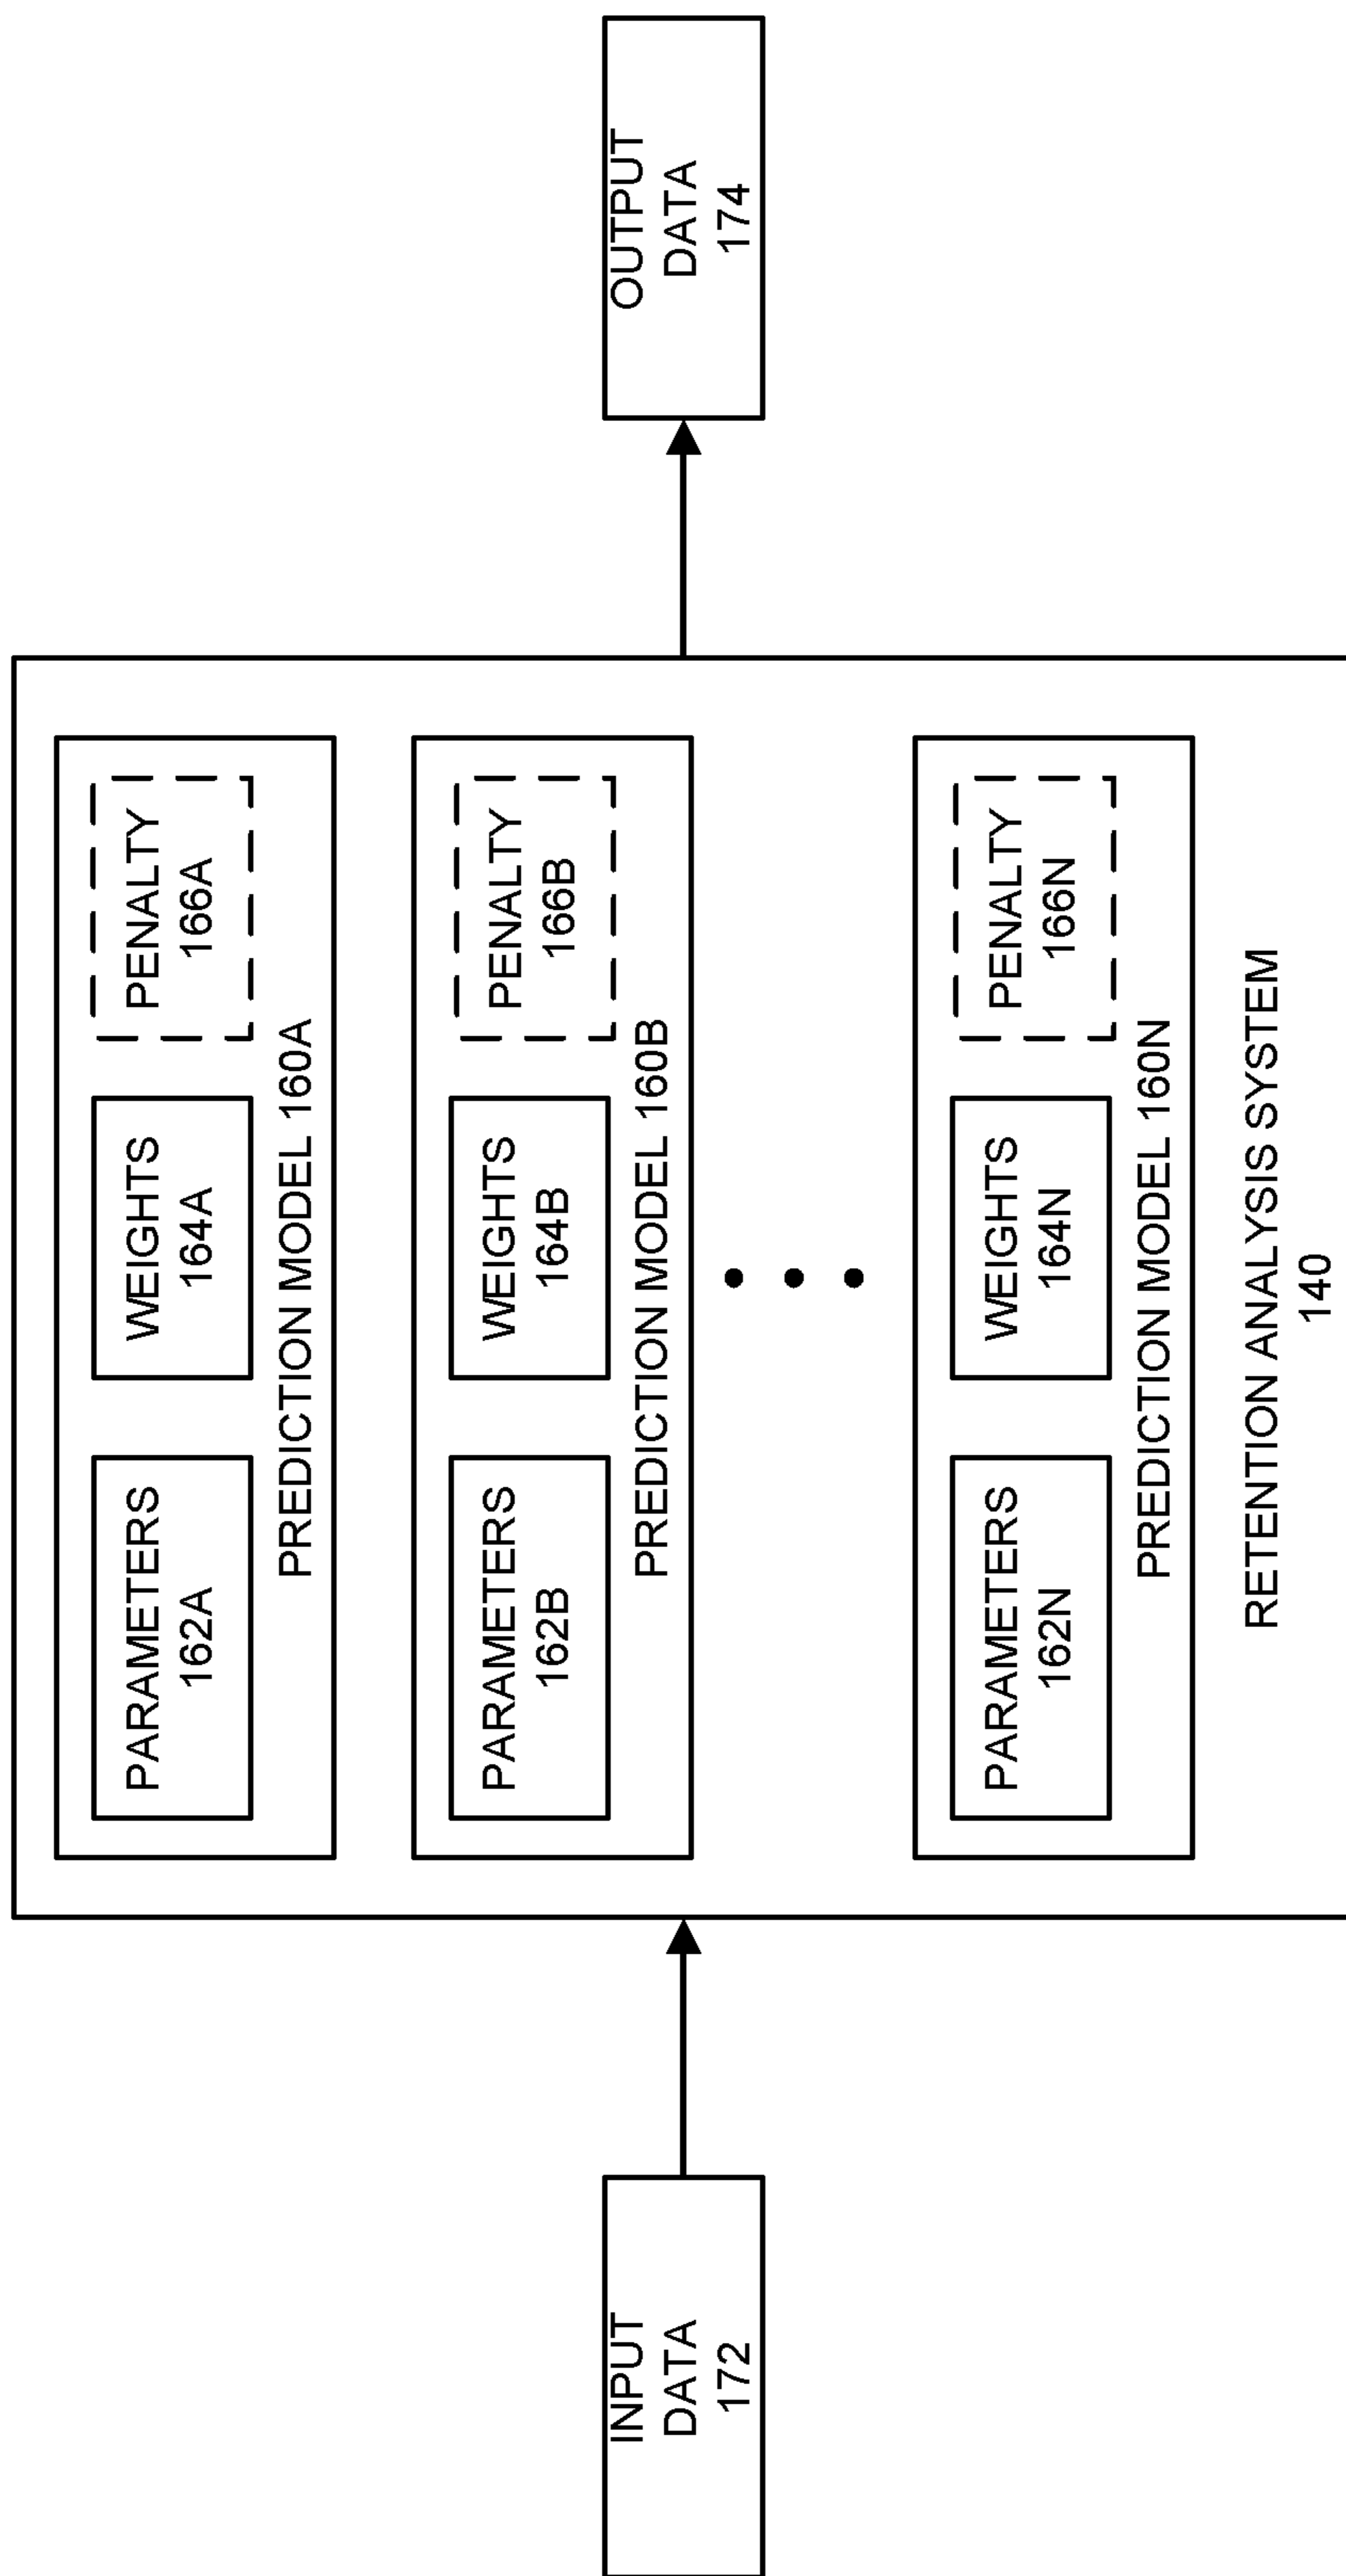 INPUT
DATA
172
PARAMETERS
162A
WEIGHTS
164A
PENALTY
166A
PREDICTION MODEL 160A
PARAMETERS
162B
WEIGHTS
164B
PENALTY
166B
PREDICTION MODEL 160B
PARAMETERS
162N
WEIGHTS
164N
PENALTY
166N
PREDICTION MODEL 160N
RETENTION ANALYSIS SYSTEM
140
OUTPUT
DATA
174